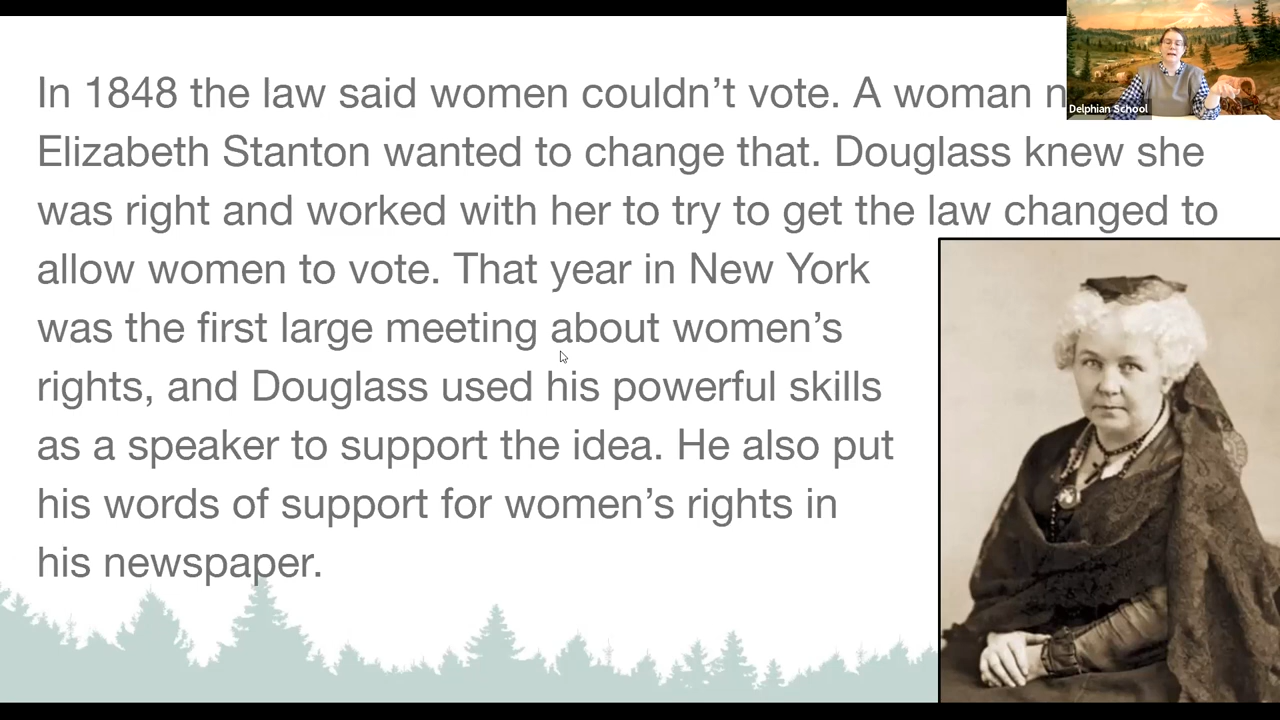 In 1848 the law said women couldn’t vote. A woman
Elizabeth Stanton wanted to change that. Douglass knew she
was right and worked with her to try to get the law changed to
allow women to vote. That year in New York
was the first large meeting about women’s
rights, and Douglass used his powerful skills
as a speaker to support the idea. He also put
his words of support for women’s rights in
his newspaper.
Delphian School